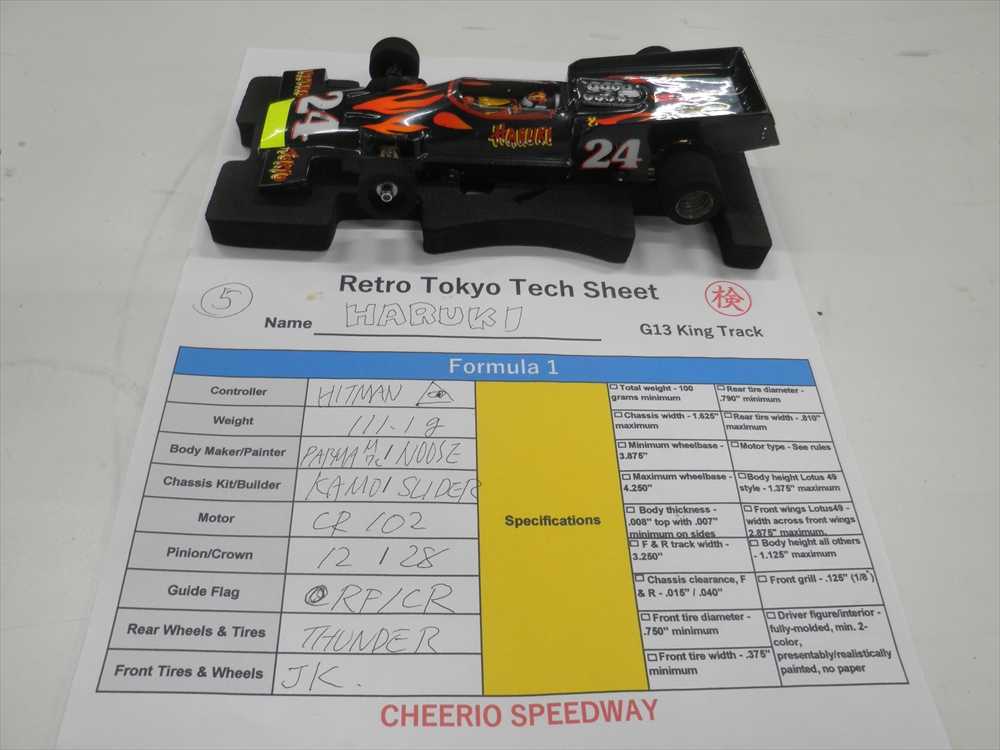 24
TOKYO
HARUKI
24
Retro Tokyo Tech Sheet
5
検
Name HARUKI
G13 King Track
Formula 1
Controller HITMAN
Weight 111.1 g
Body Maker/Painter PARMA / NOOSE
Chassis Kit/Builder KAMOI SLIDER
Motor CR 102
Pinion/Crown 12 / 28
Guide Flag RP/CR
Rear Wheels & Tires THUNDER
Front Tires & Wheels JK.
Specifications
Total weight - 100 grams minimum
Rear tire diameter - .790" minimum
Chassis width - 1.625" maximum
Rear tire width - .810" maximum
Minimum wheelbase - 3.875"
Motor type - See rules
Maximum wheelbase - 4.250"
Body height Lotus 49 style - 1.375" maximum
Body thickness - .008" top with .007" minimum on sides
Front wings Lotus49 - width across front wings 2.875" maximum
F & R track width - 3.250"
Body height all others - 1.125" maximum
Chassis clearance, F & R - .015" / .040"
Front grill - .125" (1/8")
Front tire diameter - .750" minimum
Driver figure/interior - fully-molded, min. 2-color, presentably/realistically painted, no paper
Front tire width - .375" minimum
CHEERIO SPEEDWAY